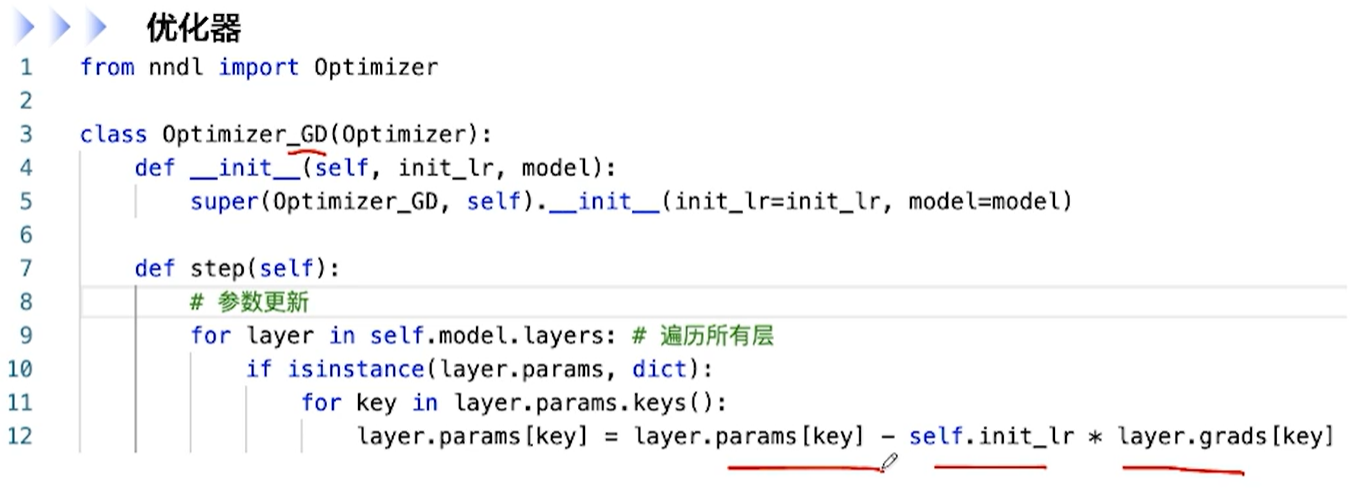 优化器
1 from nndl import Optimizer
2
3 class Optimizer_GD(Optimizer):
4     def __init__(self, init_lr, model):
5         super(Optimizer_GD, self).__init__(init_lr=init_lr, model=model)
6
7     def step(self):
8         # 参数更新
9         for layer in self.model.layers: # 遍历所有层
10             if isinstance(layer.params, dict):
11                 for key in layer.params.keys():
12                     layer.params[key] = layer.params[key] - self.init_lr * layer.grads[key]